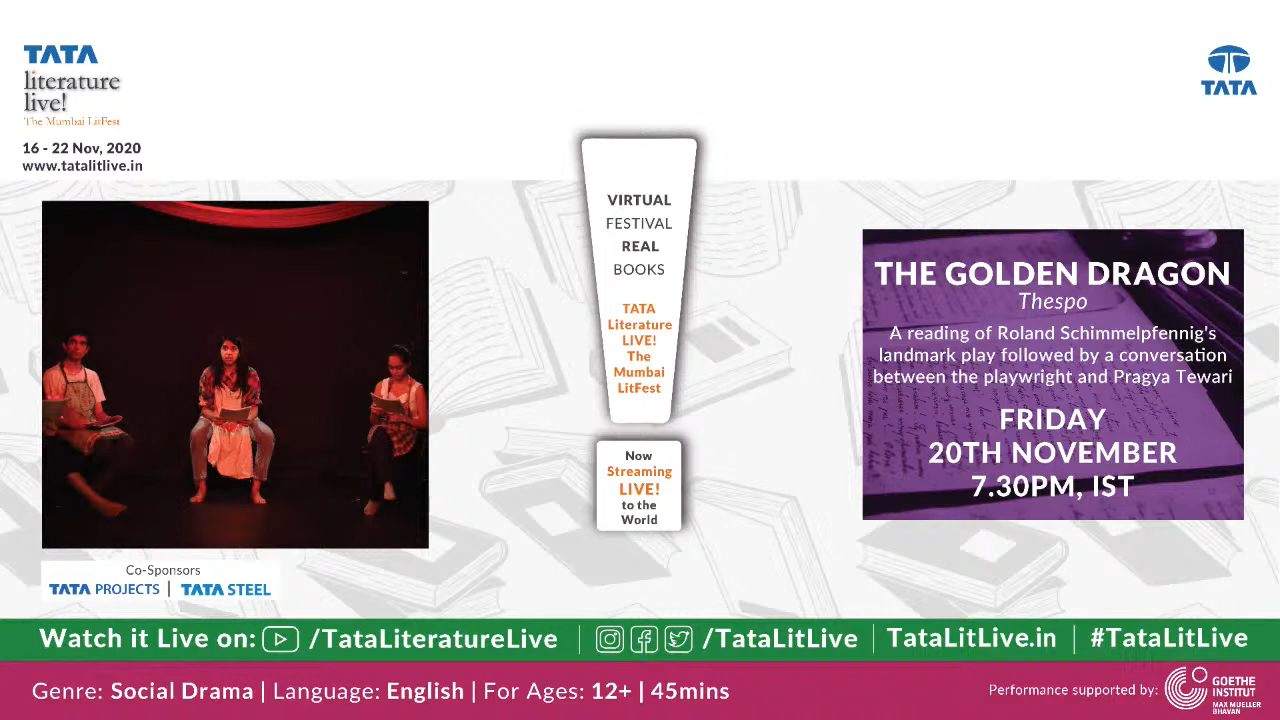 TATA
literature
live!
The Mumbai LitFest
16 - 22 Nov, 2020
www.tatalitlive.in
TATA
VIRTUAL
FESTIVAL
REAL
BOOKS
TATA
Literature
LIVE!
The
Mumbai
LitFest
Now
Streaming
LIVE!
to the
World
THE GOLDEN DRAGON
Thespo
A reading of Roland Schimmelpfennig's
landmark play followed by a conversation
between the playwright and Pragya Tewari
FRIDAY
20TH NOVEMBER
7.30PM, IST
Co-Sponsors
TATA PROJECTS | TATA STEEL
Watch it Live on: /TataLiteratureLive | /TataLitLive | TataLitLive.in | #TataLitLive
Genre: Social Drama | Language: English | For Ages: 12+ | 45mins
Performance supported by:
GOETHE
INSTITUT
MAX MUELLER
BHAVAN